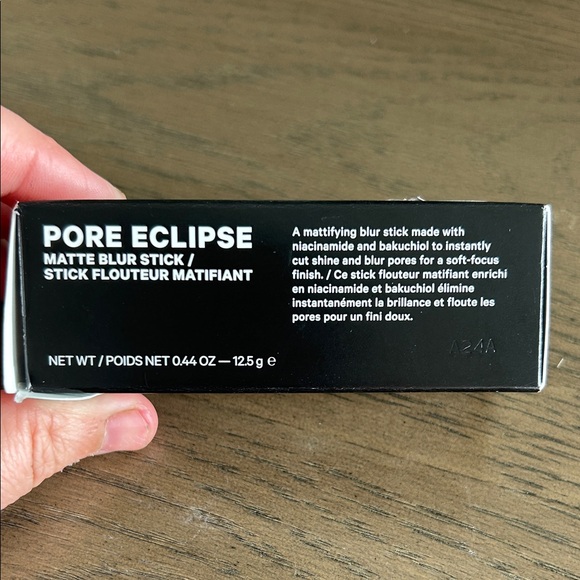 PORE ECLIPSE
MATTE BLUR STICK /
STICK FLOUTEUR MATIFIANT
NET WT / POIDS NET 0.44 OZ — 12.5 g ℮
A mattifying blur stick made with
niacinamide and bakuchiol to instantly
cut shine and blur pores for a soft-focus
finish. / Ce stick flouteur matifiant enrichi
en niacinamide et bakuchiol élimine
instantanément la brillance et floute les
pores pour un fini doux.
A24A